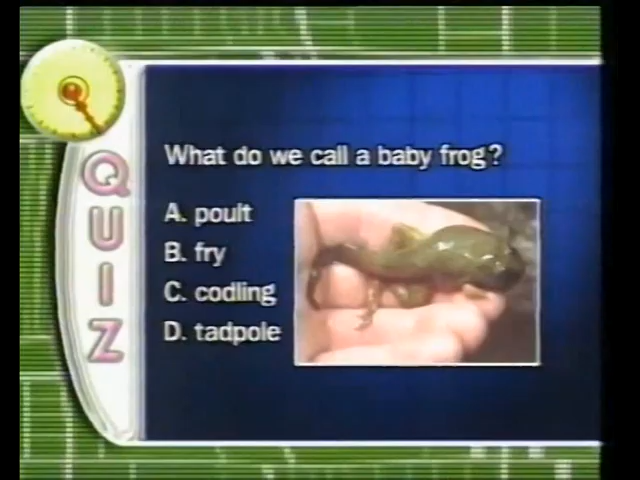 QUIZ
What do we call a baby frog?
A. poult
B. fry
C. codling
D. tadpole